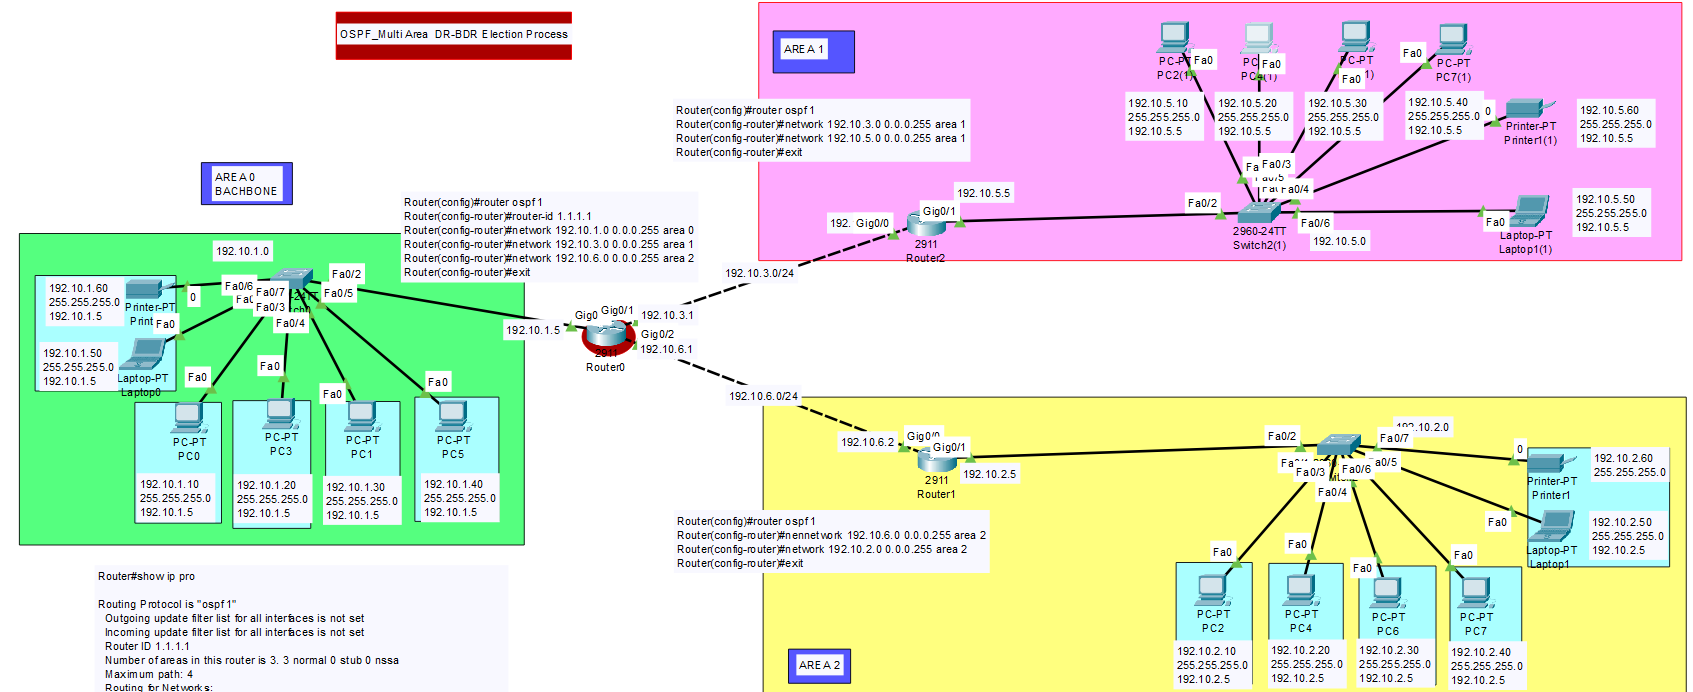 OSPF_Multi Area  DR-BDR Election Process
AREA 1
Router(config)#router ospf 1
Router(config-router)#network 192.10.3.0 0.0.0.255 area 1
Router(config-router)#network 192.10.5.0 0.0.0.255 area 1
Router(config-router)#exit
PC-PT
PC2(1)
Fa0
Fa0
PC-PT
Fa0
PC-PT
PC7(1)
Fa0
192.10.5.10
255.255.255.0
192.10.5.5
192.10.5.20
255.255.255.0
192.10.5.5
192.10.5.30
255.255.255.0
192.10.5.5
192.10.5.40
255.255.255.0
192.10.5.5
Printer-PT
Printer1(1)
192.10.5.60
255.255.255.0
192.10.5.5
Fa0/3
Fa0/4
Fa0/2
Fa0/6
2960-24TT
Switch2(1)
192.10.5.0
Fa0
Laptop-PT
Laptop1(1)
192.10.5.50
255.255.255.0
192.10.5.5
192.10.5.5
Gig0/1
Gig0/0
192.
2911
Router2
192.10.3.0/24
AREA 0
BACHBONE
Router(config)#router ospf 1
Router(config-router)#router-id 1.1.1.1
Router(config-router)#network 192.10.1.0 0.0.0.255 area 0
Router(config-router)#network 192.10.3.0 0.0.0.255 area 1
Router(config-router)#network 192.10.6.0 0.0.0.255 area 2
Router(config-router)#exit
192.10.1.0
Fa0/2
Fa0/6
Fa0/7
Fa0/5
Fa0/3
Fa0/4
192.10.1.60
255.255.255.0
192.10.1.5
Printer-PT
0
Fa0
192.10.1.50
255.255.255.0
192.10.1.5
Laptop-PT
Laptop0
Fa0
Fa0
Fa0
Fa0
PC-PT
PC0
PC-PT
PC3
PC-PT
PC1
PC-PT
PC5
192.10.1.10
255.255.255.0
192.10.1.5
192.10.1.20
255.255.255.0
192.10.1.5
192.10.1.30
255.255.255.0
192.10.1.5
192.10.1.40
255.255.255.0
192.10.1.5
192.10.1.5
Gig0/1
192.10.3.1
Gig0/2
192.10.6.1
2911
Router0
192.10.6.0/24
192.10.6.2
Gig0/1
192.10.2.5
2911
Router1
Router(config)#router ospf 1
Router(config-router)#nennetwork 192.10.6.0 0.0.0.255 area 2
Router(config-router)#network 192.10.2.0 0.0.0.255 area 2
Router(config-router)#exit
Fa0/2
192.10.2.0
Fa0/7
Fa0/3
Fa0/6
Fa0/4
0
Printer-PT
Printer1
192.10.2.60
255.255.255.0
Fa0
Laptop-PT
Laptop1
192.10.2.50
255.255.255.0
192.10.2.5
Fa0
Fa0
Fa0
Fa0
PC-PT
PC2
PC-PT
PC4
PC-PT
PC6
PC-PT
PC7
192.10.2.10
255.255.255.0
192.10.2.5
192.10.2.20
255.255.255.0
192.10.2.5
192.10.2.30
255.255.255.0
192.10.2.5
192.10.2.40
255.255.255.0
192.10.2.5
AREA 2
Router#show ip pro
Routing Protocol is "ospf 1"
Outgoing update filter list for all interfaces is not set
Incoming update filter list for all interfaces is not set
Router ID 1.1.1.1
Number of areas in this router is 3. 3 normal 0 stub 0 nssa
Maximum path: 4
Routing for Networks: